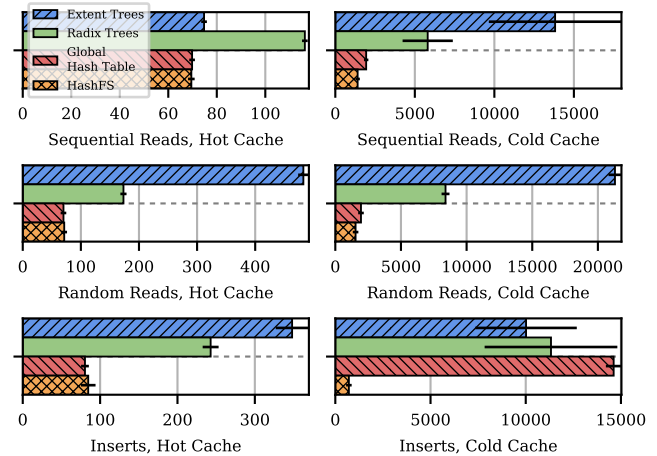 Extent Trees
Radix Trees
Global
Hash Table
HashFS
0 20 40 60 80 100
Sequential Reads, Hot Cache
0 5000 10000 15000
Sequential Reads, Cold Cache
0 100 200 300 400
Random Reads, Hot Cache
0 5000 10000 15000 20000
Random Reads, Cold Cache
0 100 200 300
Inserts, Hot Cache
0 5000 10000 15000
Inserts, Cold Cache